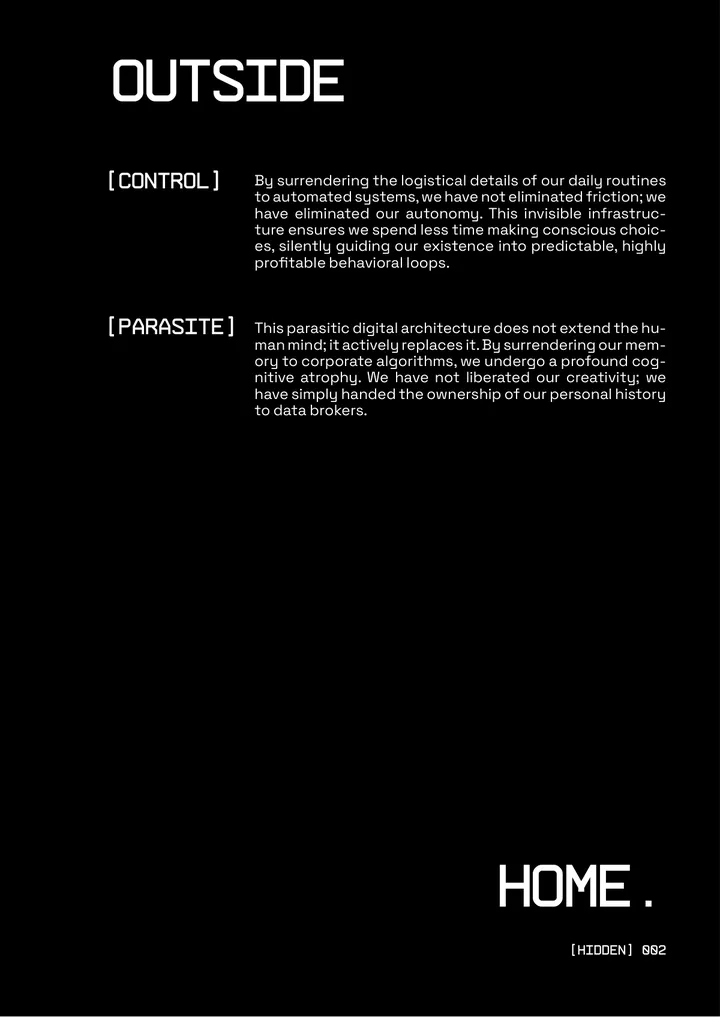 OUTSIDE
[CONTROL]
By surrendering the logistical details of our daily routines
to automated systems, we have not eliminated friction; we
have eliminated our autonomy. This invisible infrastruc-
ture ensures we spend less time making conscious choic-
es, silently guiding our existence into predictable, highly
profitable behavioral loops.
[PARASITE]
This parasitic digital architecture does not extend the hu-
man mind; it actively replaces it. By surrendering our mem-
ory to corporate algorithms, we undergo a profound cog-
nitive atrophy. We have not liberated our creativity; we
have simply handed the ownership of our personal history
to data brokers.
HOME.
[HIDDEN] 002